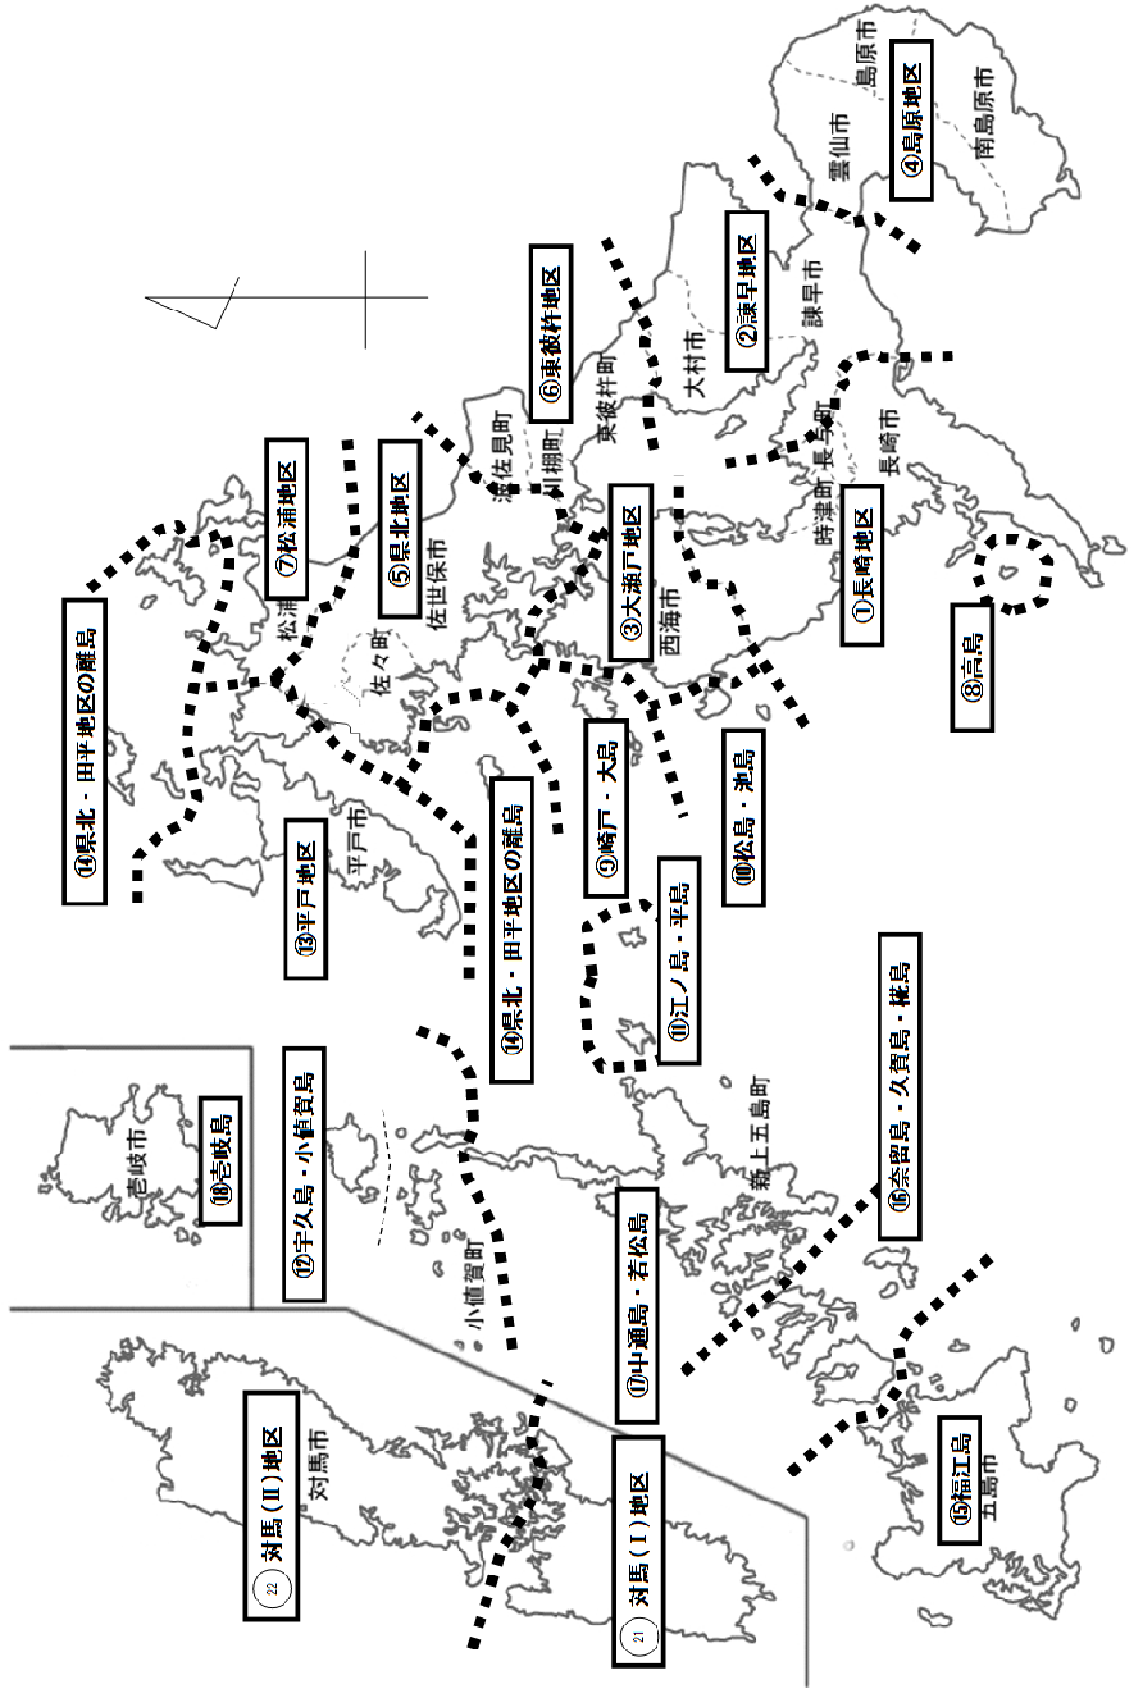 ⑭県北・田平地区の離島
⑦松浦地区
松浦
⑤県北地区
佐世保市
佐々町
波佐見町
川棚町
⑥東彼杵地区
東彼杵町
大村市
②諫早地区
諫早市
雲仙市
島原市
④島原地区
南島原市
③大瀬戸地区
西海市
時津町
長与町
長崎市
①長崎地区
⑧高島
⑬平戸地区
平戸市
⑭県北・田平地区の離島
⑨崎戸・大島
⑩松島・池島
⑪江ノ島・平島
壱岐市
⑱壱岐島
⑫宇久島・小値賀島
小値賀町
⑰中通島・若松島
新上五島町
⑯奈留島・久賀島・椛島
㉒ 対馬(Ⅱ)地区
対馬市
㉑ 対馬(Ⅰ)地区
⑮福江島
五島市